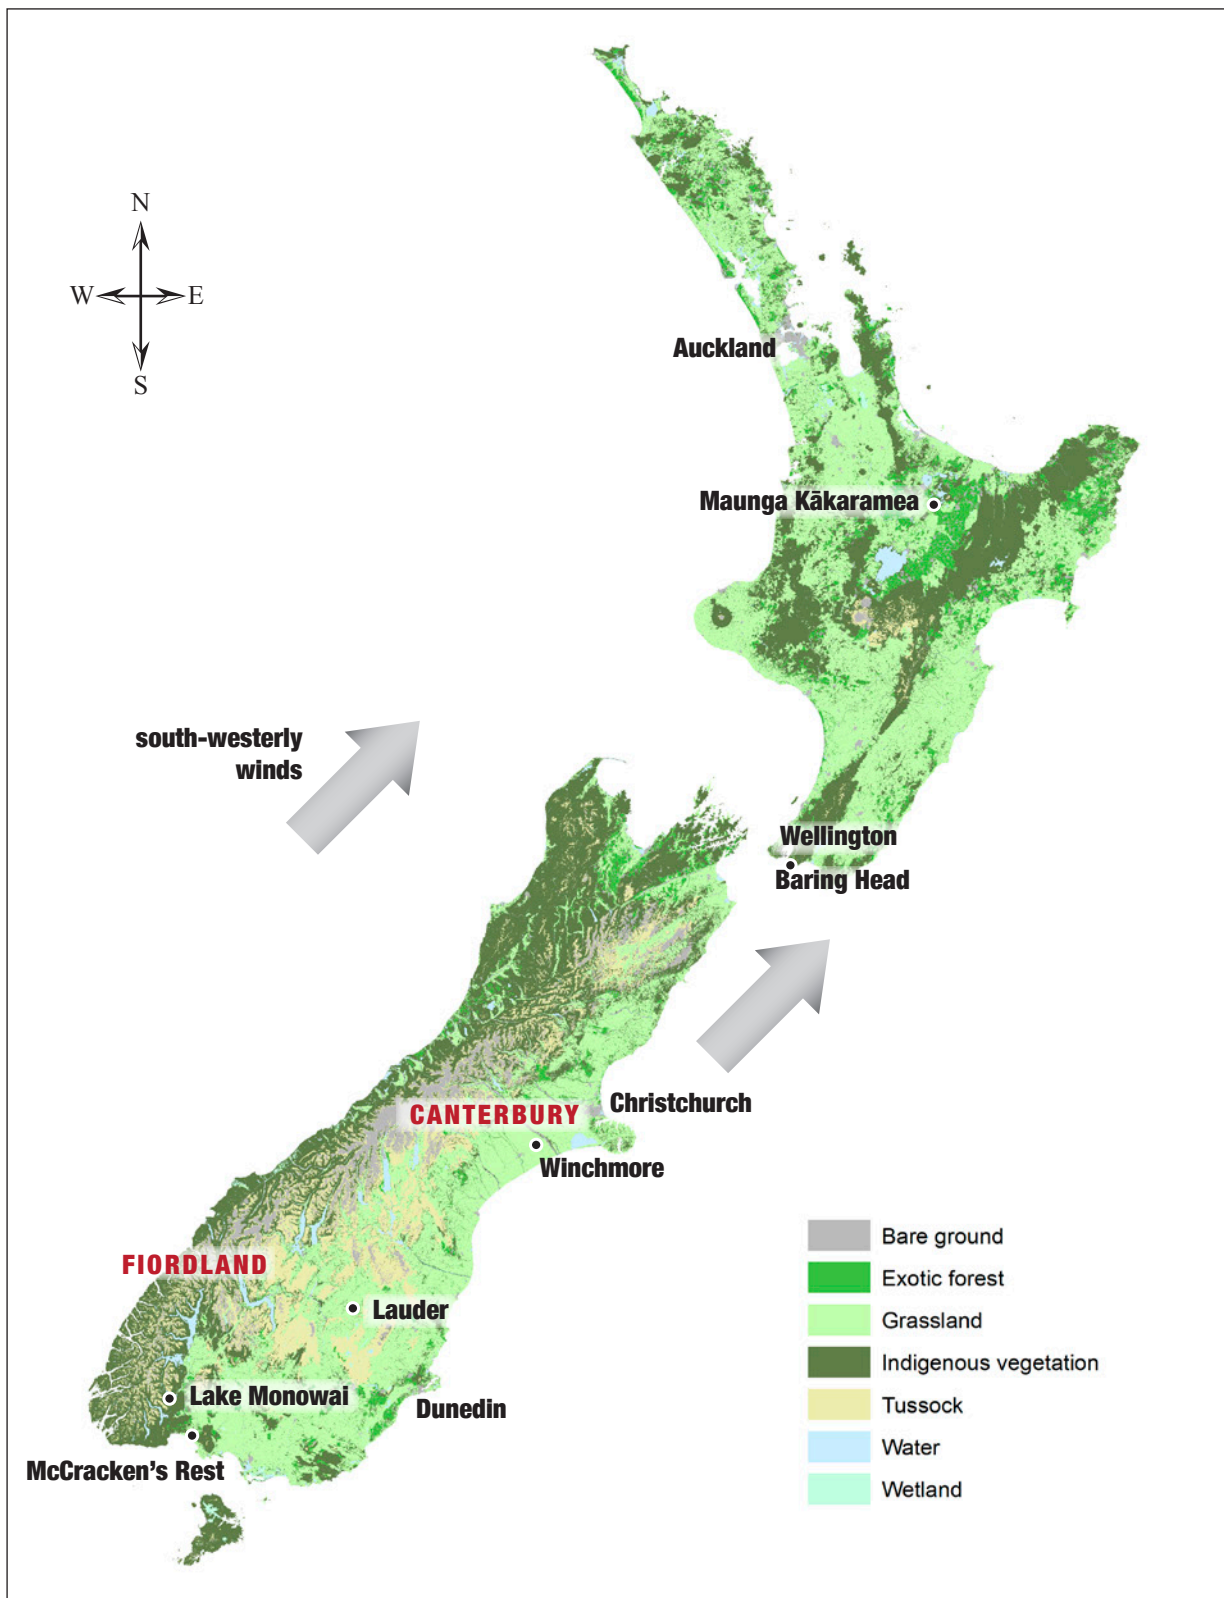 N
W
E
S
Auckland
Maunga Kākaramea
south-westerly
winds
Wellington
Baring Head
CANTERBURY
Christchurch
Winchmore
FIORDLAND
Lauder
Lake Monowai
Dunedin
McCracken’s Rest
Bare ground
Exotic forest
Grassland
Indigenous vegetation
Tussock
Water
Wetland